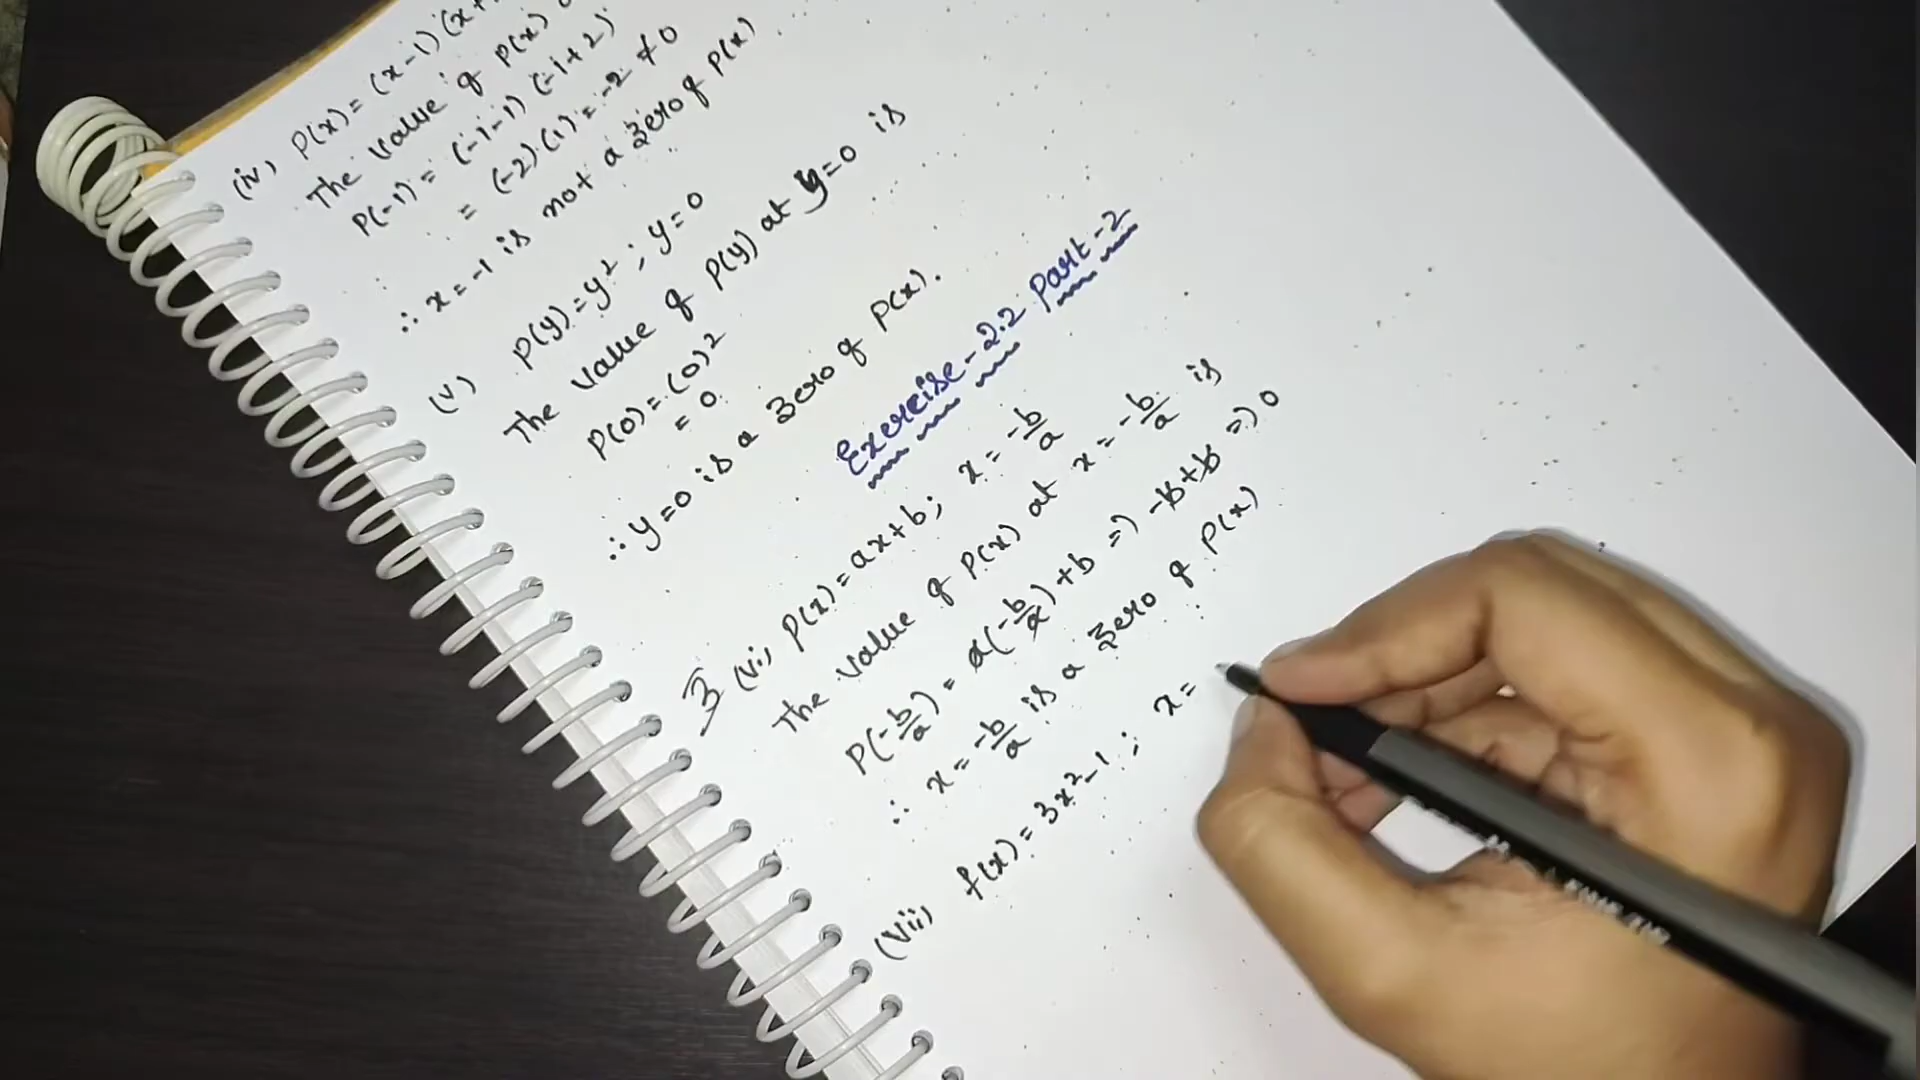 (iv) P(x) = (x-1)(x+
The value of P(x)
P(-1) = (-1-1)(-1+2)
= (-2)(1) = -2 ≠ 0
∴ x = -1 is not a zero of P(x)
(v) P(y) = y²; y = 0
The value of P(y) at y = 0 is
P(0) = (0)²
= 0
∴ y = 0 is a zero of P(x).
Exercise - 2.2 Part - 2
3 (vi) P(x) = ax+b; x = -b/a
The value of P(x) at x = -b/a is
P(-b/a) = a(-b/a)+b => -b+b => 0
∴ x = -b/a is a zero of P(x)
(vii) f(x) = 3x²-1; x =